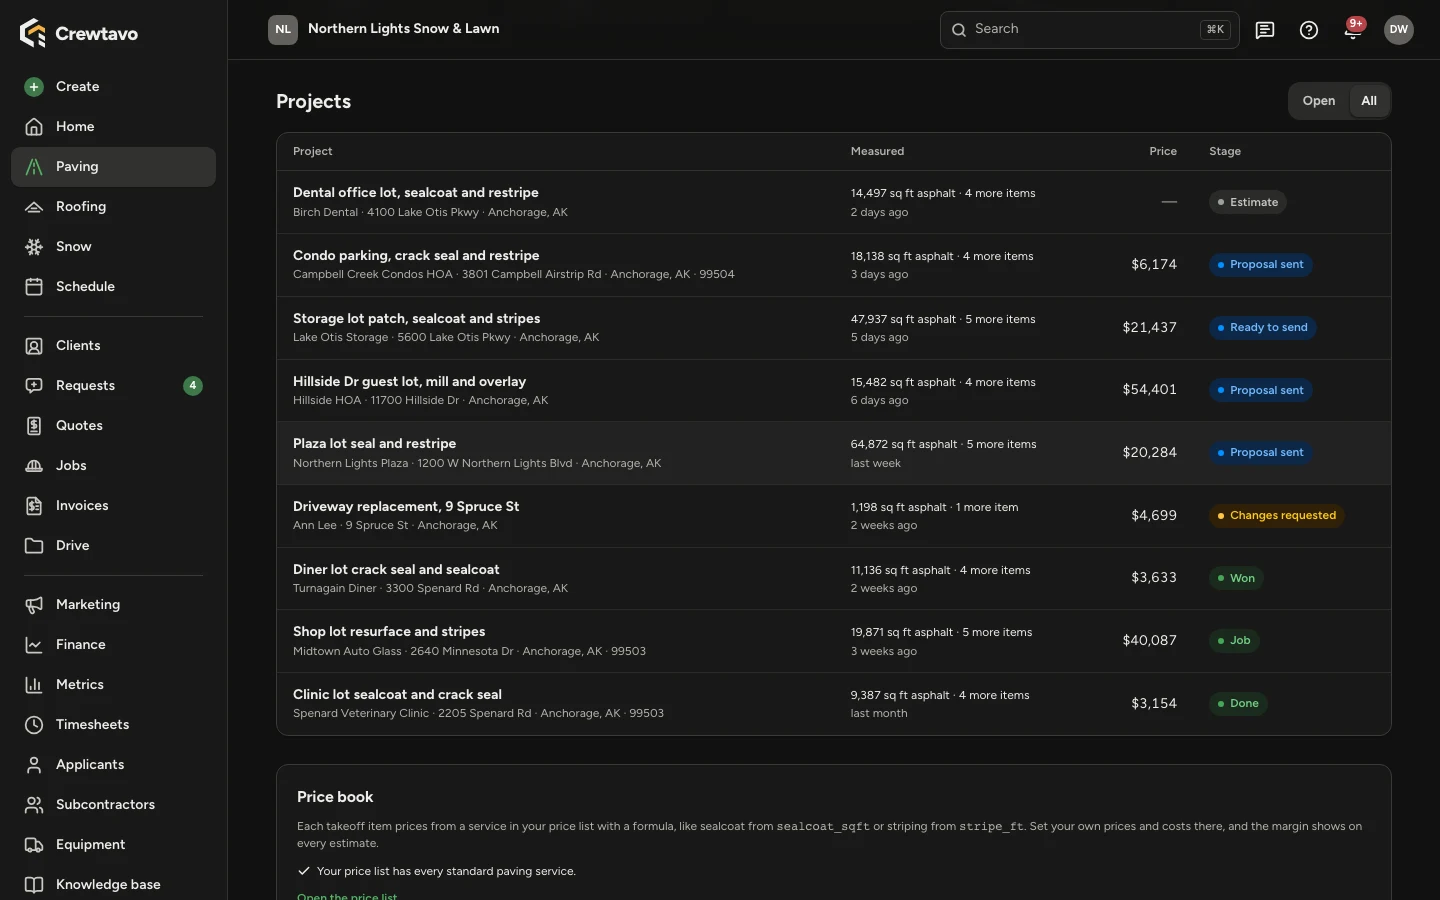 Crewtavo
NL Northern Lights Snow & Lawn
Search ⌘K
9+
DW
Create
Home
Paving
Roofing
Snow
Schedule
Clients
Requests 4
Quotes
Jobs
Invoices
Drive
Marketing
Finance
Metrics
Timesheets
Applicants
Subcontractors
Equipment
Knowledge base
Projects
Open All
Project Measured Price Stage
Dental office lot, sealcoat and restripe
Birch Dental · 4100 Lake Otis Pkwy · Anchorage, AK
14,497 sq ft asphalt · 4 more items
2 days ago
—
Estimate
Condo parking, crack seal and restripe
Campbell Creek Condos HOA · 3801 Campbell Airstrip Rd · Anchorage, AK · 99504
18,138 sq ft asphalt · 4 more items
3 days ago
$6,174
Proposal sent
Storage lot patch, sealcoat and stripes
Lake Otis Storage · 5600 Lake Otis Pkwy · Anchorage, AK
47,937 sq ft asphalt · 5 more items
5 days ago
$21,437
Ready to send
Hillside Dr guest lot, mill and overlay
Hillside HOA · 11700 Hillside Dr · Anchorage, AK
15,482 sq ft asphalt · 4 more items
6 days ago
$54,401
Proposal sent
Plaza lot seal and restripe
Northern Lights Plaza · 1200 W Northern Lights Blvd · Anchorage, AK
64,872 sq ft asphalt · 5 more items
last week
$20,284
Proposal sent
Driveway replacement, 9 Spruce St
Ann Lee · 9 Spruce St · Anchorage, AK
1,198 sq ft asphalt · 1 more item
2 weeks ago
$4,699
Changes requested
Diner lot crack seal and sealcoat
Turnagain Diner · 3300 Spenard Rd · Anchorage, AK
11,136 sq ft asphalt · 4 more items
2 weeks ago
$3,633
Won
Shop lot resurface and stripes
Midtown Auto Glass · 2640 Minnesota Dr · Anchorage, AK · 99503
19,871 sq ft asphalt · 5 more items
3 weeks ago
$40,087
Job
Clinic lot sealcoat and crack seal
Spenard Veterinary Clinic · 2205 Spenard Rd · Anchorage, AK · 99503
9,387 sq ft asphalt · 4 more items
last month
$3,154
Done
Price book
Each takeoff item prices from a service in your price list with a formula, like sealcoat from sealcoat_sqft or striping from stripe_ft. Set your own prices and costs there, and the margin shows on
every estimate.
Your price list has every standard paving service.
Open the price list